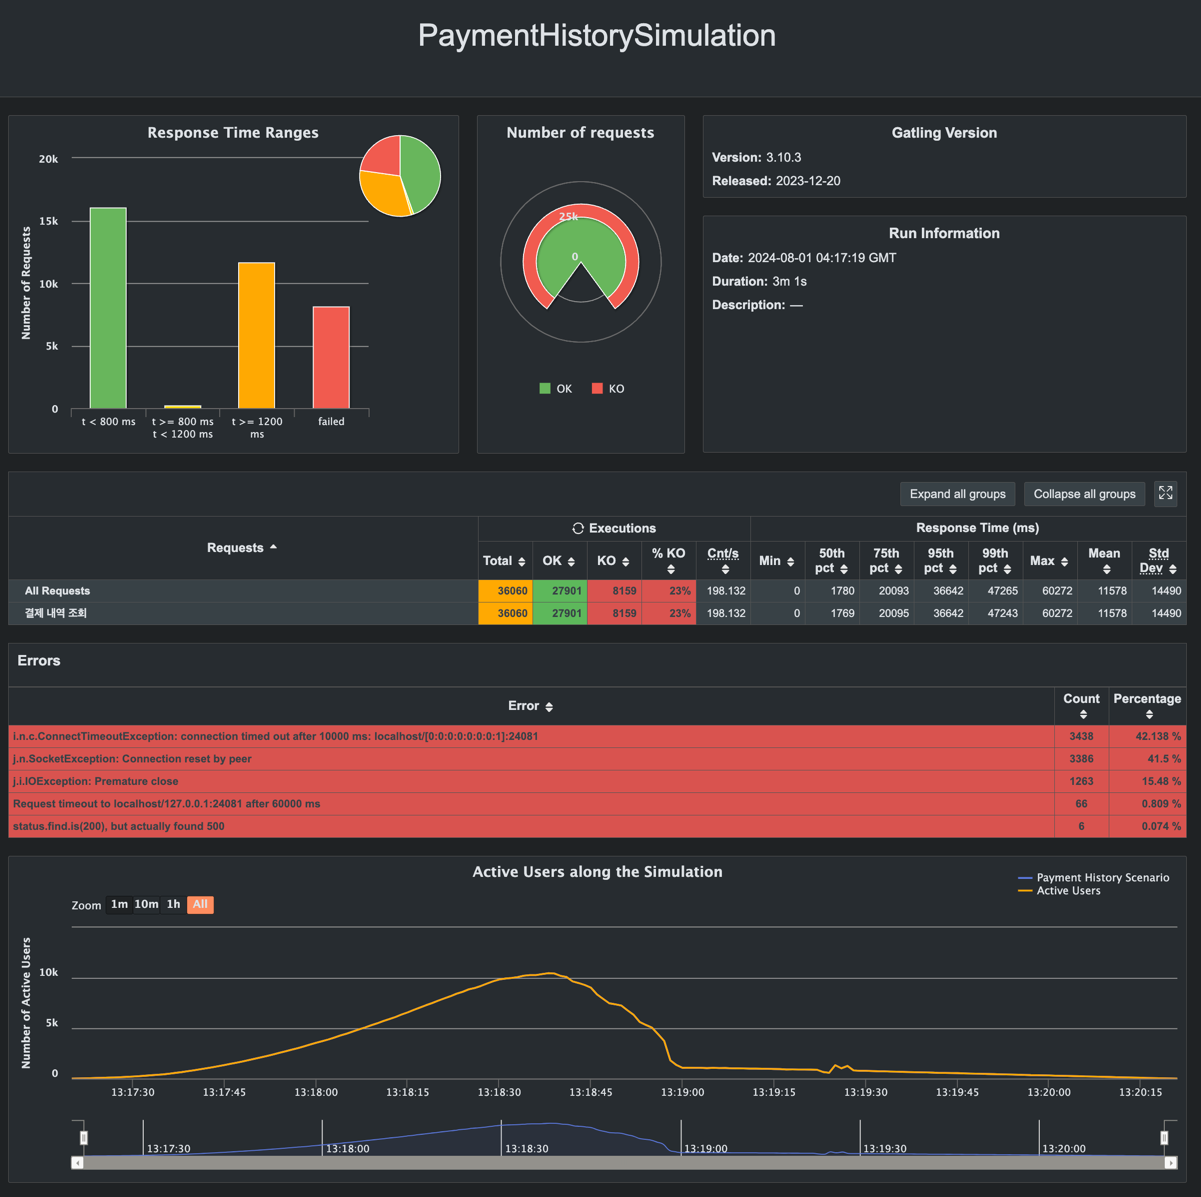 PaymentHistorySimulation
Response Time Ranges
Number of Requests
20k
15k
10k
5k
0
t < 800 ms
t >= 800 ms
t < 1200 ms
t >= 1200
ms
failed
Number of requests
25k
0
OK
KO
Gatling Version
Version: 3.10.3
Released: 2023-12-20
Run Information
Date: 2024-08-01 04:17:19 GMT
Duration: 3m 1s
Description: —
Expand all groups
Collapse all groups
Requests
Executions
Response Time (ms)
Total OK KO % KO Cnt/s Min 50th pct 75th pct 95th pct 99th pct Max Mean Std Dev
All Requests 36060 27901 8159 23% 198.132 0 1780 20093 36642 47265 60272 11578 14490
결제 내역 조회 36060 27901 8159 23% 198.132 0 1769 20095 36642 47243 60272 11578 14490
Errors
Error Count Percentage
i.n.c.ConnectTimeoutException: connection timed out after 10000 ms: localhost/[0:0:0:0:0:0:0:1]:24081 3438 42.138 %
j.n.SocketException: Connection reset by peer 3386 41.5 %
j.i.IOException: Premature close 1263 15.48 %
Request timeout to localhost/127.0.0.1:24081 after 60000 ms 66 0.809 %
status.find.is(200), but actually found 500 6 0.074 %
Active Users along the Simulation
Payment History Scenario
Active Users
Zoom 1m 10m 1h All
Number of Active Users
10k
5k
0
13:17:30 13:17:45 13:18:00 13:18:15 13:18:30 13:18:45 13:19:00 13:19:15 13:19:30 13:19:45 13:20:00 13:20:15
13:17:30 13:18:00 13:18:30 13:19:00 13:19:30 13:20:00